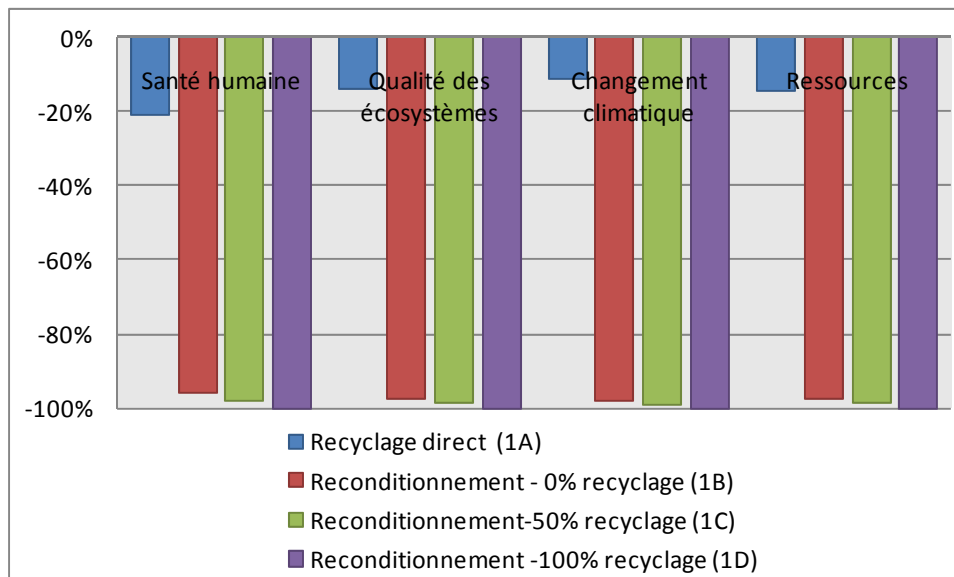 0%
-20%
-40%
-60%
-80%
-100%
Santé humaine
Qualité des
écosystèmes
Changement
climatique
Ressources
Recyclage direct (1A)
Reconditionnement - 0% recyclage (1B)
Reconditionnement-50% recyclage (1C)
Reconditionnement -100% recyclage (1D)